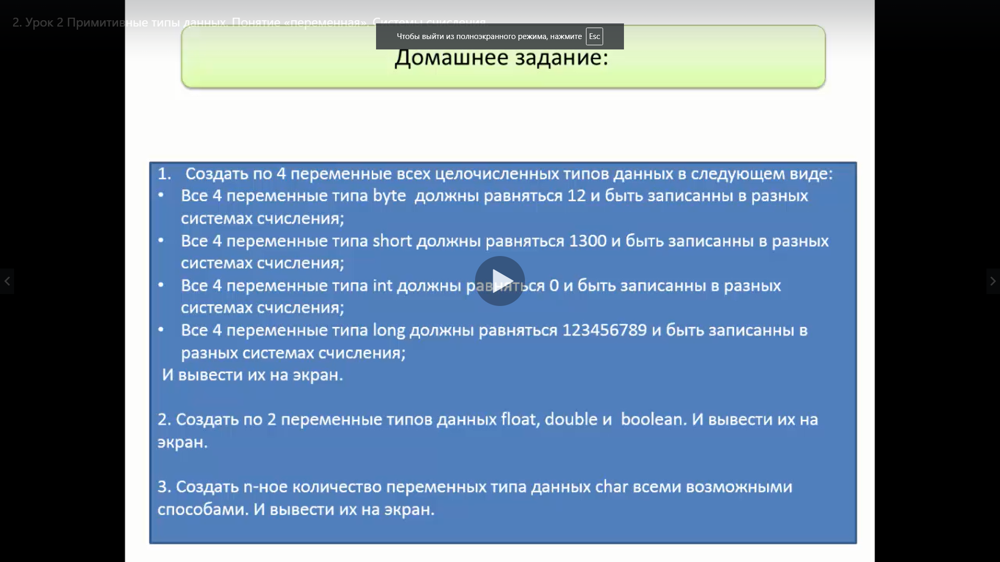 2. Урок 2 Примитивные типы данных. Понятие «переменная». Системы счисления
Чтобы выйти из полноэкранного режима, нажмите Esc
Домашнее задание:
1. Создать по 4 переменные всех целочисленных типов данных в следующем виде:
• Все 4 переменные типа byte должны равняться 12 и быть записанны в разных
системах счисления;
• Все 4 переменные типа short должны равняться 1300 и быть записанны в разных
системах счисления;
• Все 4 переменные типа int должны равняться 0 и быть записанны в разных
системах счисления;
• Все 4 переменные типа long должны равняться 123456789 и быть записанны в
разных системах счисления;
И вывести их на экран.
2. Создать по 2 переменные типов данных float, double и boolean. И вывести их на
экран.
3. Создать n-ное количество переменных типа данных char всеми возможными
способами. И вывести их на экран.